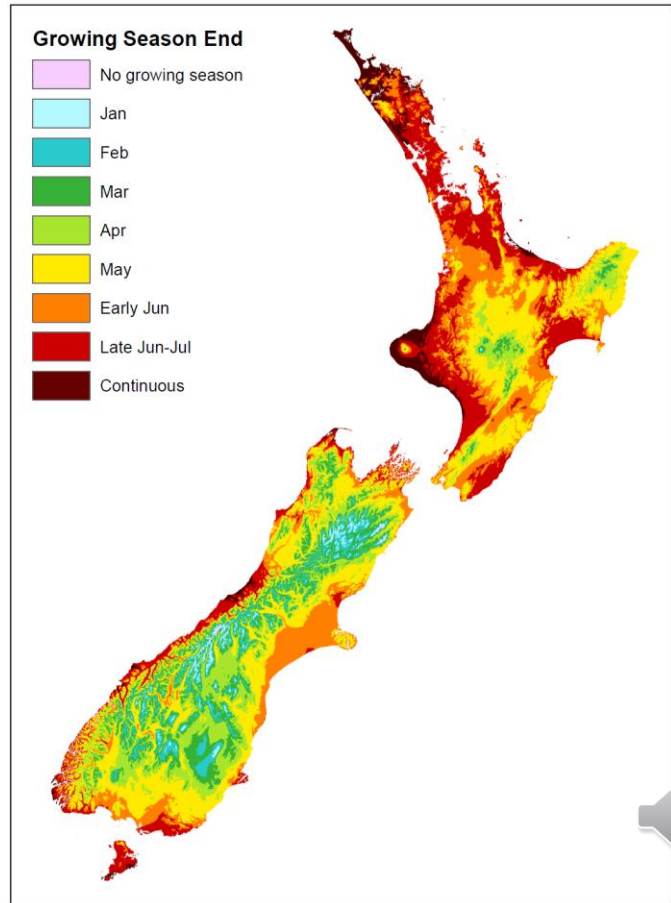 Growing Season End
No growing season
Jan
Feb
Mar
Apr
May
Early Jun
Late Jun-Jul
Continuous